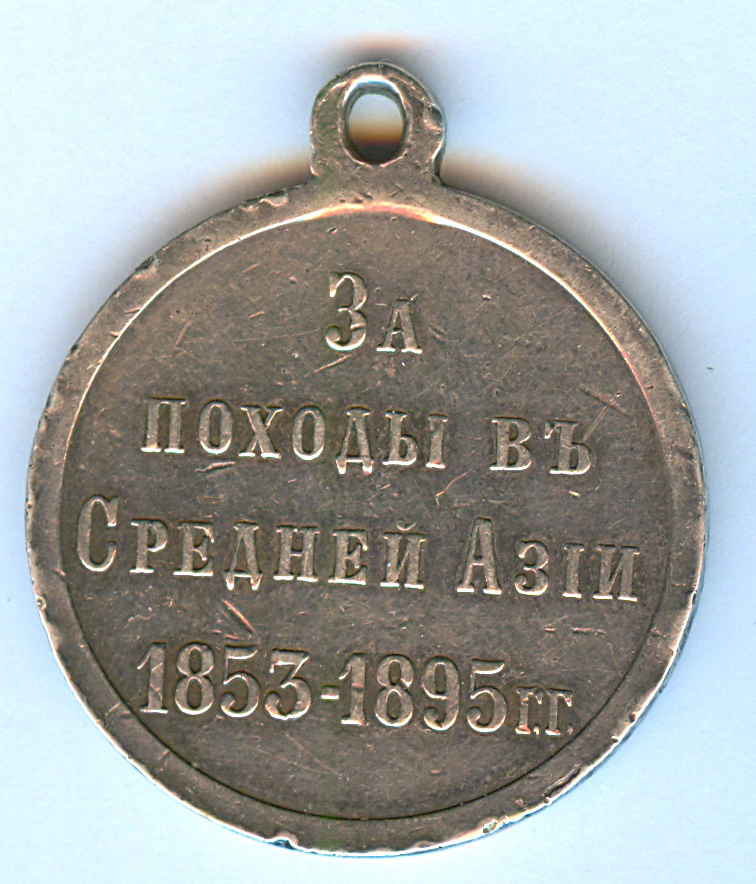 За
походы въ
Средней Азіи
1853-1895 г.г.